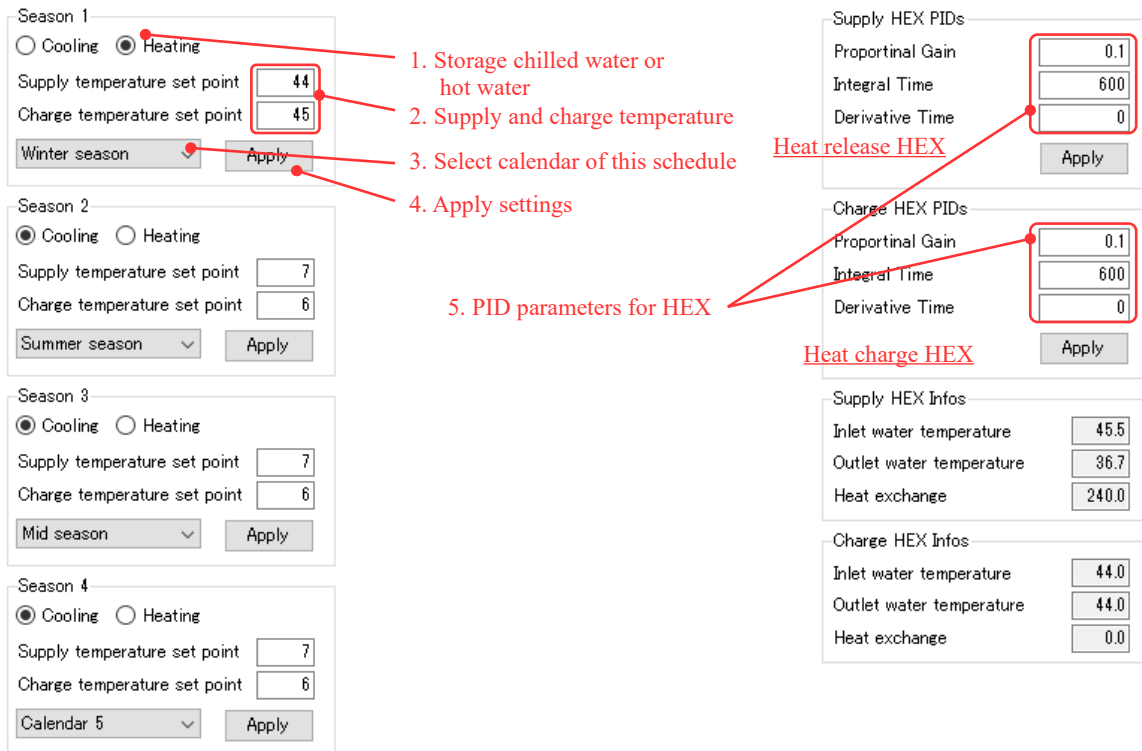 Season 1
Cooling Heating
Supply temperature set point 44
Charge temperature set point 45
Winter season Apply
1. Storage chilled water or
hot water
2. Supply and charge temperature
3. Select calendar of this schedule
4. Apply settings
Season 2
Cooling Heating
Supply temperature set point 7
Charge temperature set point 6
Summer season Apply
Season 3
Cooling Heating
Supply temperature set point 7
Charge temperature set point 6
Mid season Apply
Season 4
Cooling Heating
Supply temperature set point 7
Charge temperature set point 6
Calendar 5 Apply
Supply HEX PIDs
Proportinal Gain 0.1
Integral Time 600
Derivative Time 0
Heat release HEX
Apply
Charge HEX PIDs
Proportinal Gain 0.1
Integral Time 600
Derivative Time 0
5. PID parameters for HEX
Heat charge HEX
Apply
Supply HEX Infos
Inlet water temperature 45.5
Outlet water temperature 36.7
Heat exchange 240.0
Charge HEX Infos
Inlet water temperature 44.0
Outlet water temperature 44.0
Heat exchange 0.0